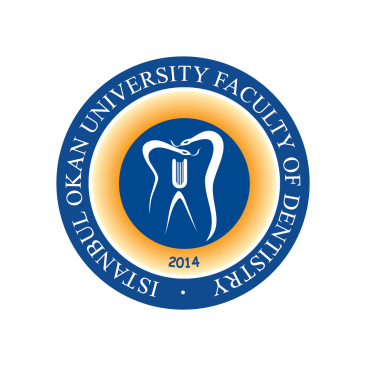 ISTANBUL OKAN UNIVERSITY FACULTY OF DENTISTRY
2014